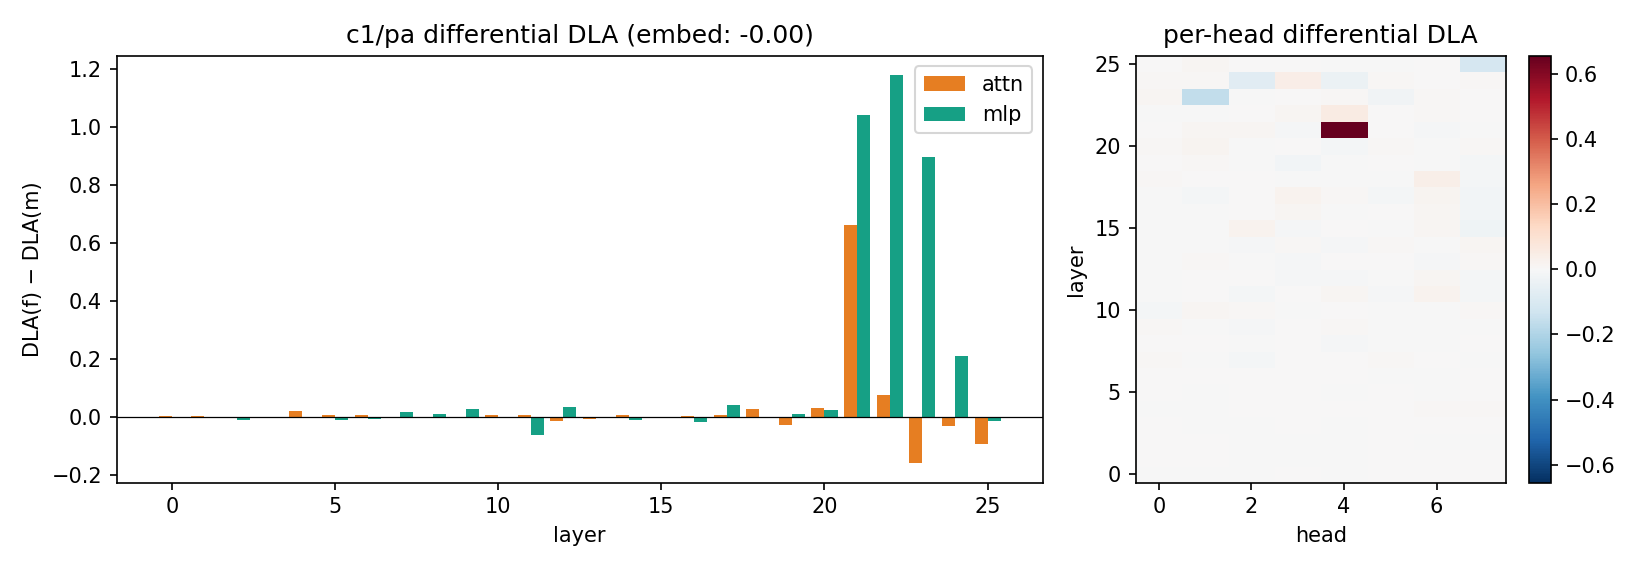 c1/pa differential DLA (embed: -0.00)
DLA(f) − DLA(m)
1.2
1.0
0.8
0.6
0.4
0.2
0.0
−0.2
0 5 10 15 20 25
layer
attn
mlp
per-head differential DLA
layer
25
20
15
10
5
0
0 2 4 6
head
0.6
0.4
0.2
0.0
−0.2
−0.4
−0.6